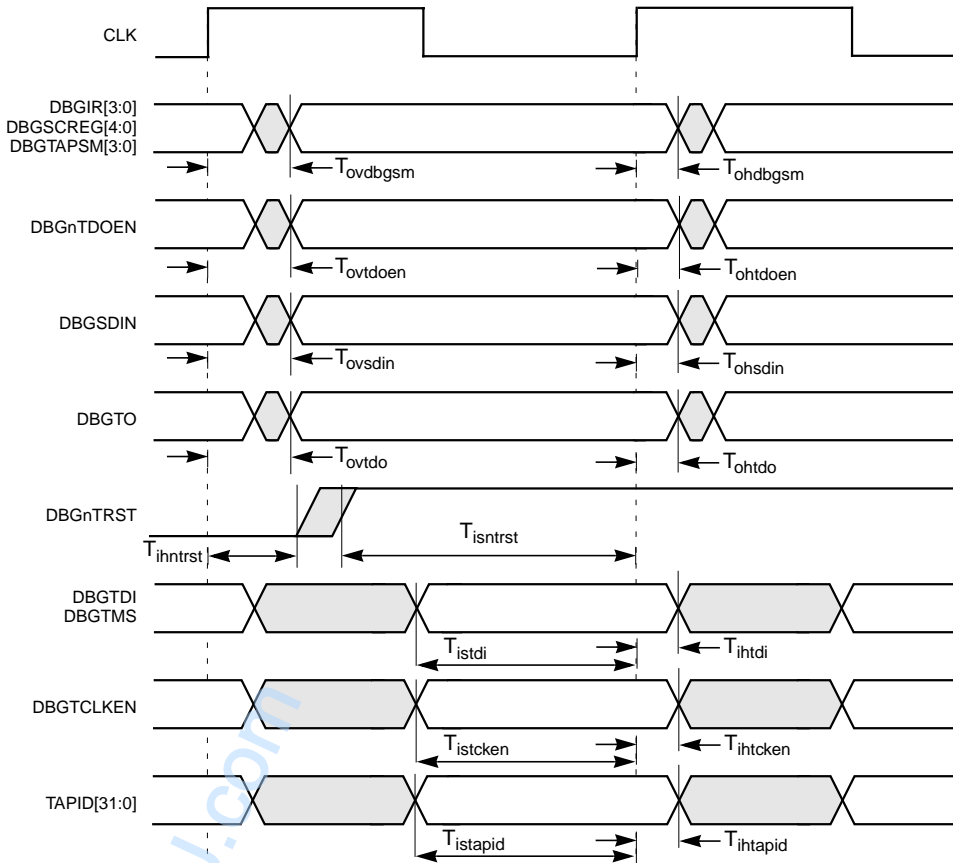 CLK
DBGIR[3:0]
DBGSCREG[4:0]
DBGTAPSM[3:0]
Tovdbgsm
Tohdbgsm
DBGnTDOEN
Tovtdoen
Tohtdoen
DBGSDIN
Tovsdin
Tohsdin
DBGTO
Tovtdo
Tohtdo
DBGnTRST
Tihntrst
Tisntrst
DBGTDI
DBGTMS
Tistdi
Tihtdi
DBGTCLKEN
Tistcken
Tihtcken
TAPID[31:0]
Tistapid
Tihtapid